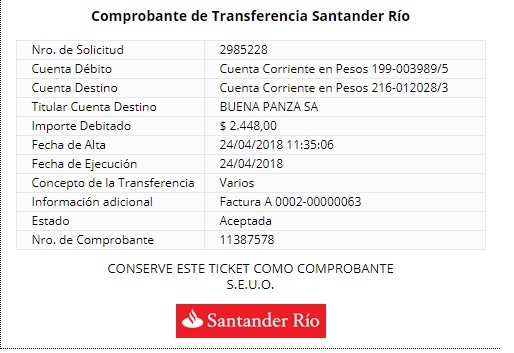 Comprobante de Transferencia Santander Río
Nro. de Solicitud 2985228
Cuenta Débito Cuenta Corriente en Pesos 199-003989/5
Cuenta Destino Cuenta Corriente en Pesos 216-012028/3
Titular Cuenta Destino BUENA PANZA SA
Importe Debitado $ 2.448,00
Fecha de Alta 24/04/2018 11:35:06
Fecha de Ejecución 24/04/2018
Concepto de la Transferencia Varios
Información adicional Factura A 0002-00000063
Estado Aceptada
Nro. de Comprobante 11387578
CONSERVE ESTE TICKET COMO COMPROBANTE
S.E.U.O.
Santander Río